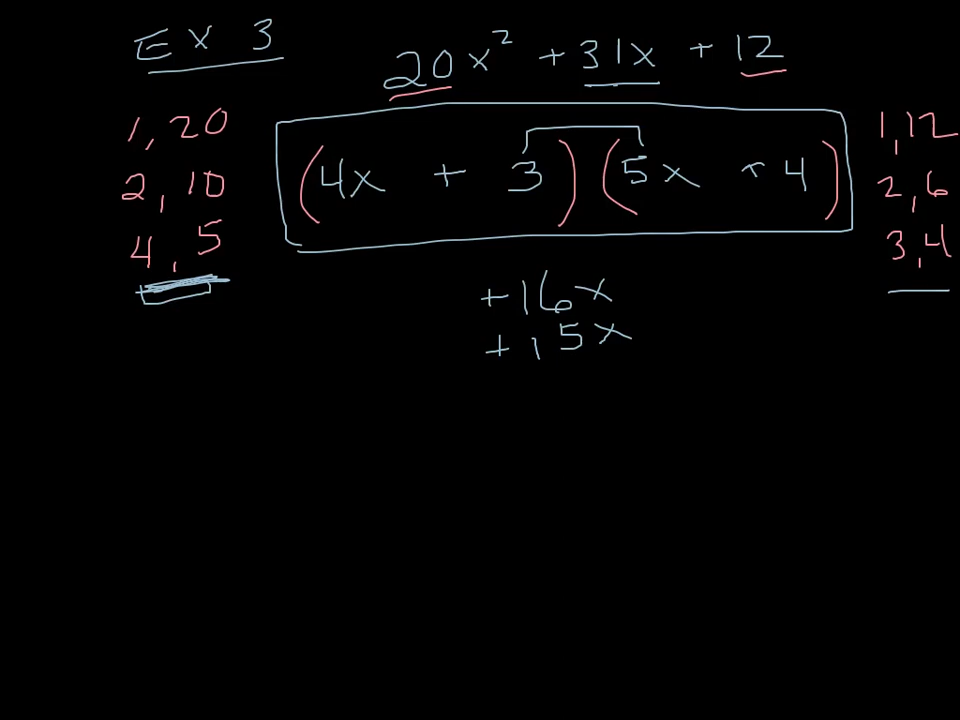 EX 3
20x² + 31x + 12
1, 20
2, 10
4, 5
(4x + 3)(5x + 4)
1, 12
2, 6
3, 4
+16x
+15x